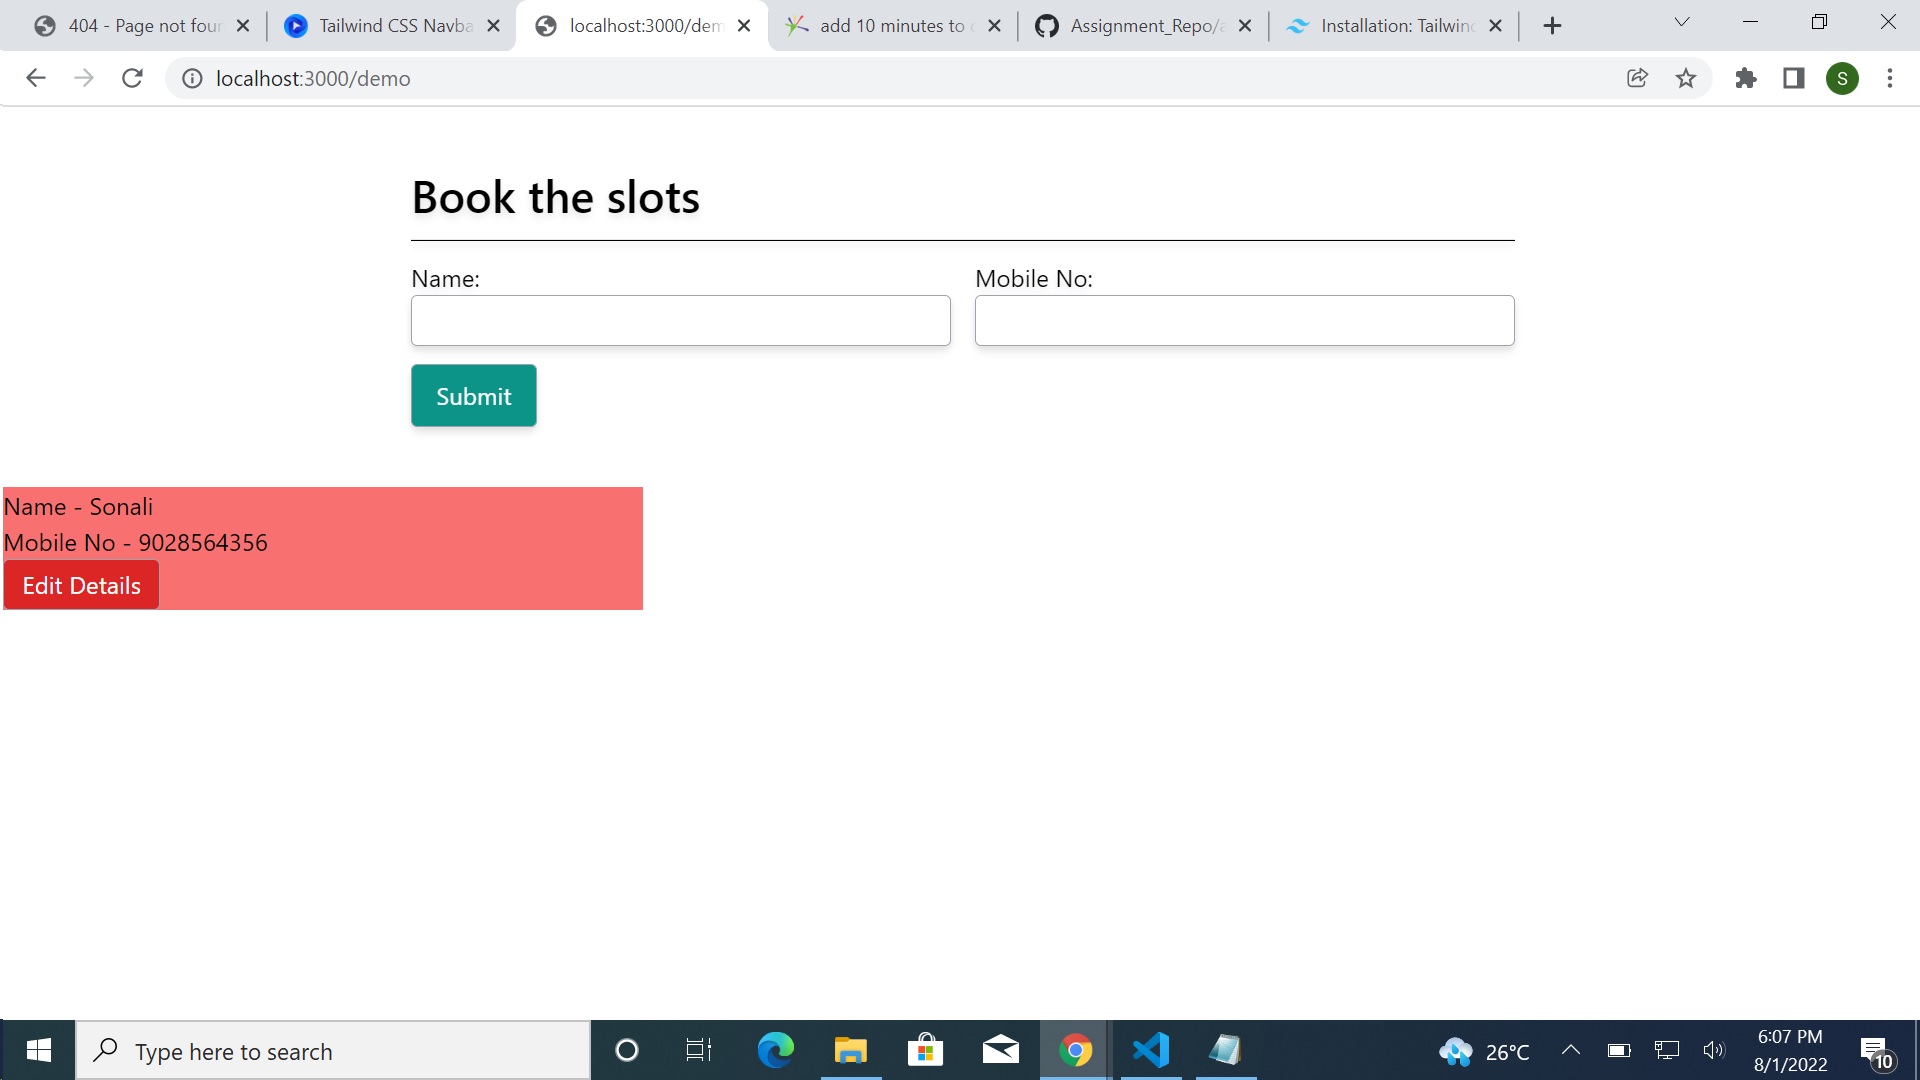 404 - Page not four
Tailwind CSS Navba
localhost:3000/dem
add 10 minutes to
Assignment_Repo/a
Installation: Tailwind
localhost:3000/demo
S
Book the slots
Name:
Mobile No:
Submit
Name - Sonali
Mobile No - 9028564356
Edit Details
Type here to search
26°C
6:07 PM
8/1/2022
10